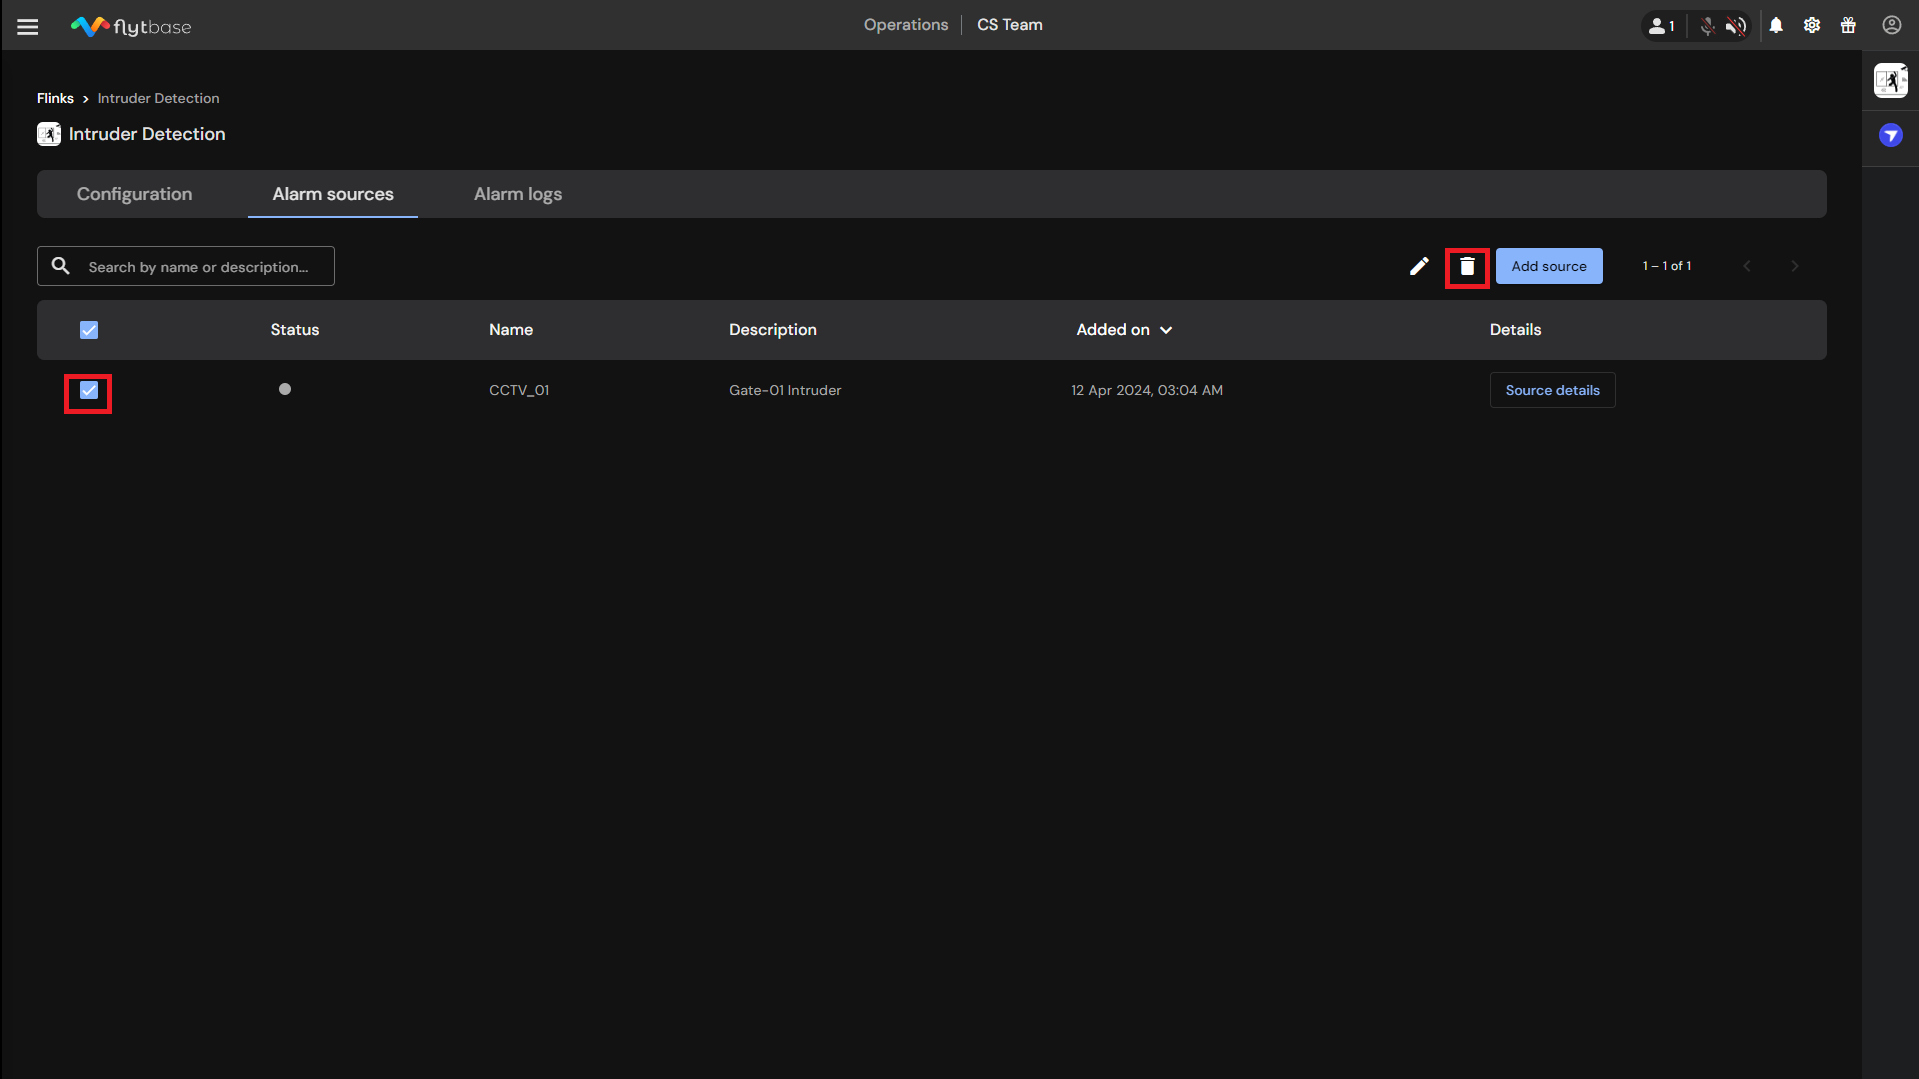 flytbase
Operations CS Team
1
Flinks > Intruder Detection
Intruder Detection
Configuration Alarm sources Alarm logs
Search by name or description... Add source 1 – 1 of 1
Status Name Description Added on Details
CCTV_01 Gate-01 Intruder 12 Apr 2024, 03:04 AM Source details